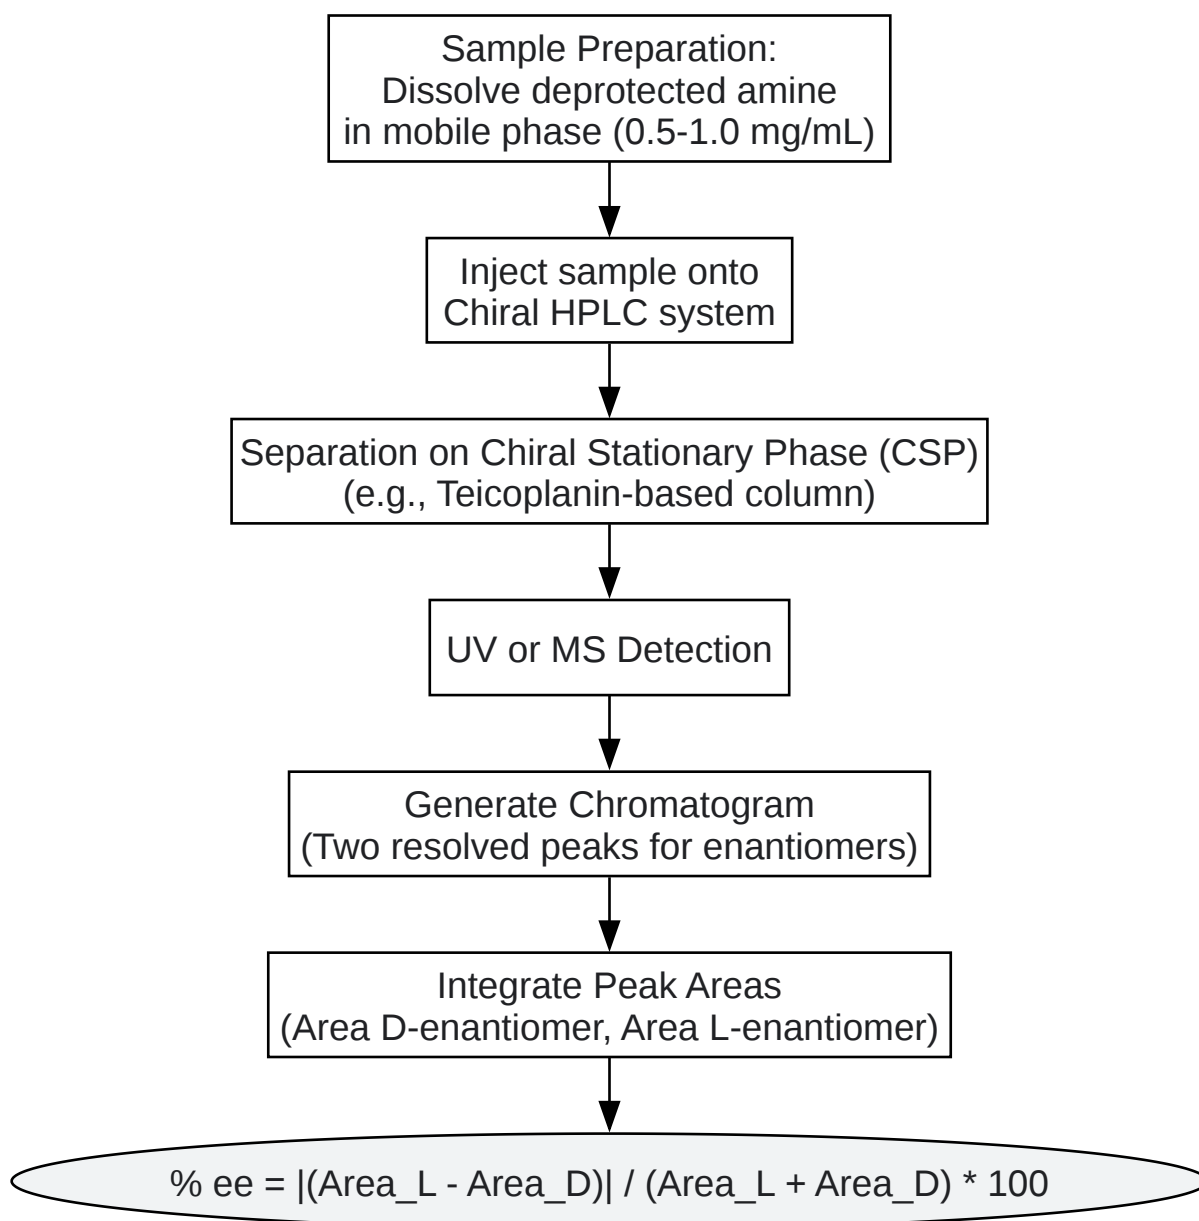 Sample Preparation:
Dissolve deprotected amine
in mobile phase (0.5-1.0 mg/mL)
Inject sample onto
Chiral HPLC system
Separation on Chiral Stationary Phase (CSP)
(e.g., Teicoplanin-based column)
UV or MS Detection
Generate Chromatogram
(Two resolved peaks for enantiomers)
Integrate Peak Areas
(Area D-enantiomer, Area L-enantiomer)
% ee = |(Area_L - Area_D)| / (Area_L + Area_D) * 100